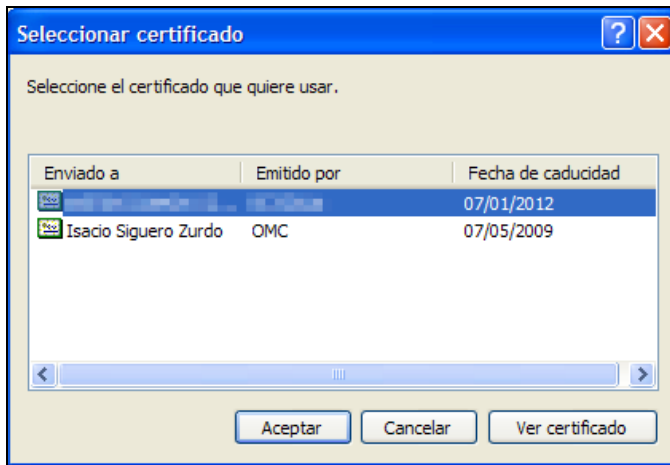 Seleccionar certificado
Seleccione el certificado que quiere usar.
Enviado a Emitido por Fecha de caducidad
07/01/2012
Isacio Siguero Zurdo OMC 07/05/2009
Aceptar Cancelar Ver certificado